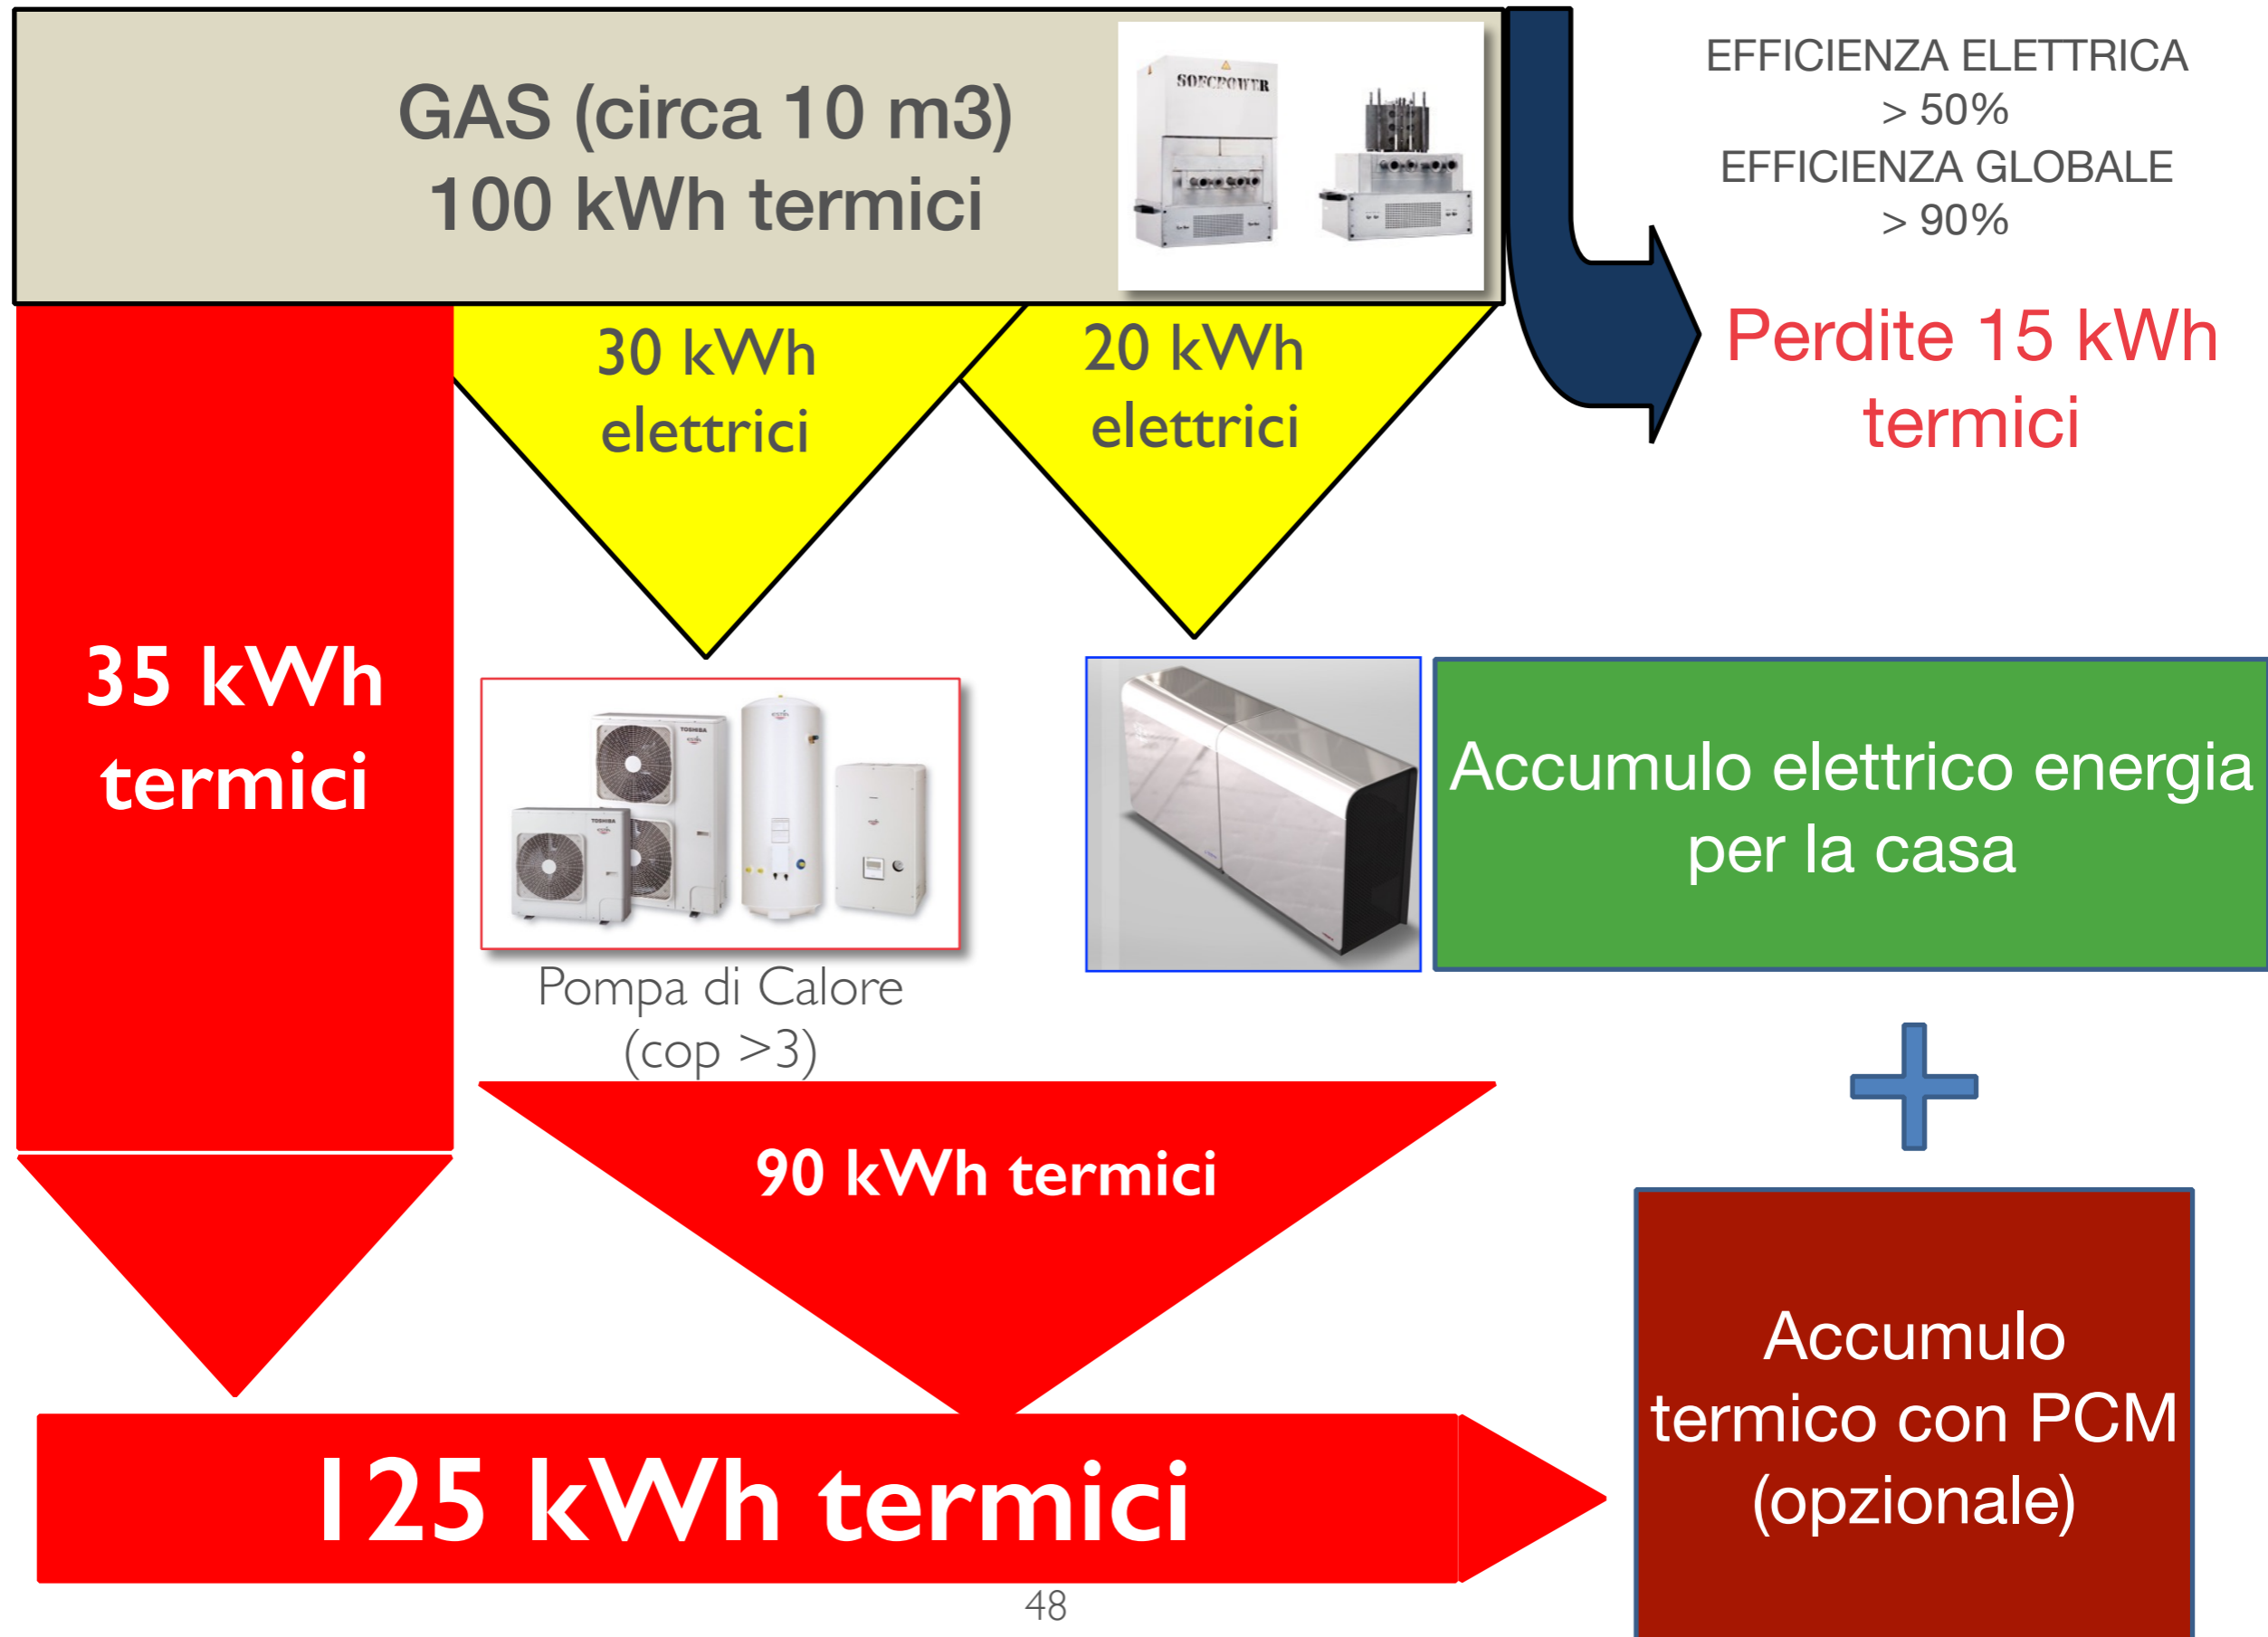 GAS (circa 10 m3)
100 kWh termici
SOFCPOWER
EFFICIENZA ELETTRICA
> 50%
EFFICIENZA GLOBALE
> 90%
Perdite 15 kWh
termici
30 kWh
elettrici
20 kWh
elettrici
35 kWh
termici
TOSHIBA
TOSHIBA
Pompa di Calore
(cop >3)
Accumulo elettrico energia
per la casa
90 kWh termici
125 kWh termici
Accumulo
termico con PCM
(opzionale)
48